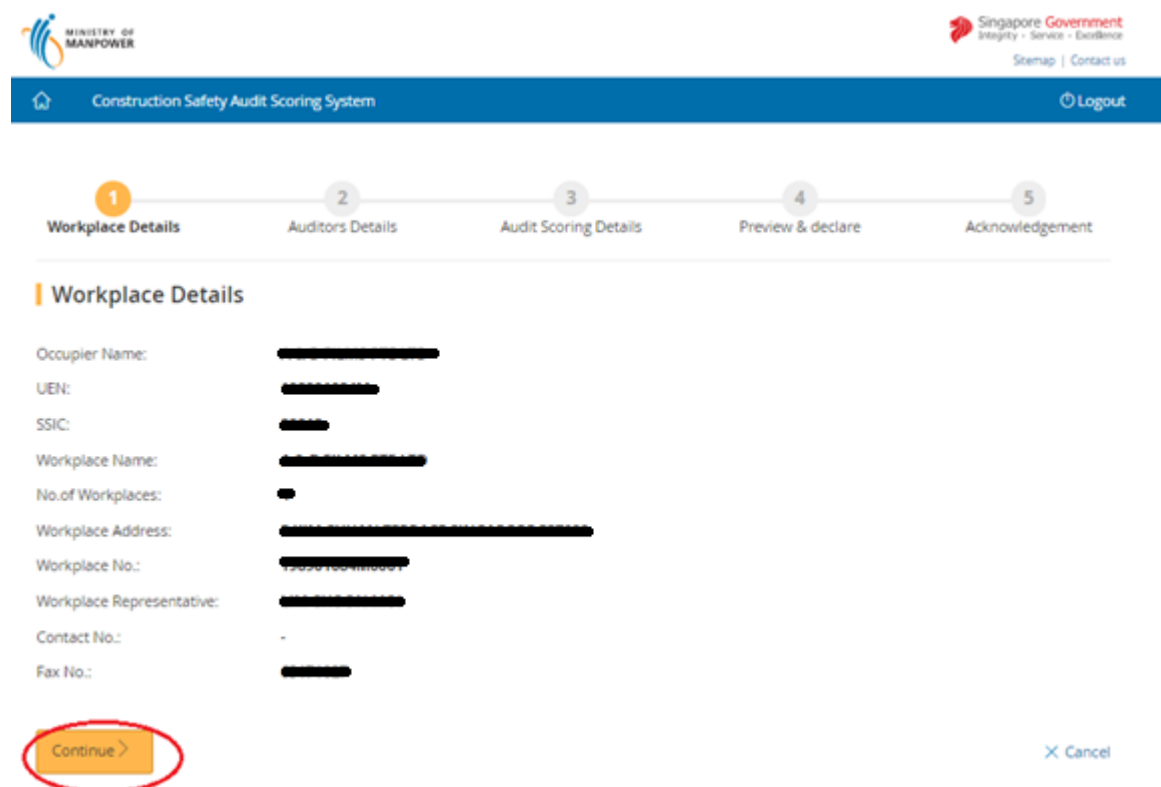 MINISTRY OF
MANPOWER
Singapore Government
Integrity - Service - Excellence
Sitemap | Contact us
Construction Safety Audit Scoring System
Logout
1
2
3
4
5
Workplace Details
Auditors Details
Audit Scoring Details
Preview & declare
Acknowledgement
Workplace Details
Occupier Name:
UEN:
SSIC:
Workplace Name:
No.of Workplaces:
Workplace Address:
Workplace No.:
Workplace Representative:
Contact No.: -
Fax No.:
Continue >
× Cancel